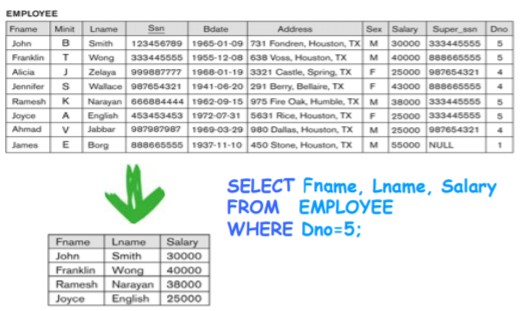 EMPLOYEE
Fname Minit Lname Ssn Bdate Address Sex Salary Super_ssn Dno
John B Smith 123456789 1965-01-09 731 Fondren, Houston, TX M 30000 333445555 5
Franklin T Wong 333445555 1955-12-08 638 Voss, Houston, TX M 40000 888665555 5
Alicia J Zelaya 999887777 1968-01-19 3321 Castle, Spring, TX F 25000 987654321 4
Jennifer S Wallace 987654321 1941-06-20 291 Berry, Bellaire, TX F 43000 888665555 4
Ramesh K Narayan 666884444 1962-09-15 975 Fire Oak, Humble, TX M 38000 333445555 5
Joyce A English 453453453 1972-07-31 5631 Rice, Houston, TX F 25000 333445555 5
Ahmad V Jabbar 987987987 1969-03-29 980 Dallas, Houston, TX M 25000 987654321 4
James E Borg 888665555 1937-11-10 450 Stone, Houston, TX M 55000 NULL 1
SELECT Fname, Lname, Salary
FROM EMPLOYEE
WHERE Dno=5;
Fname Lname Salary
John Smith 30000
Franklin Wong 40000
Ramesh Narayan 38000
Joyce English 25000